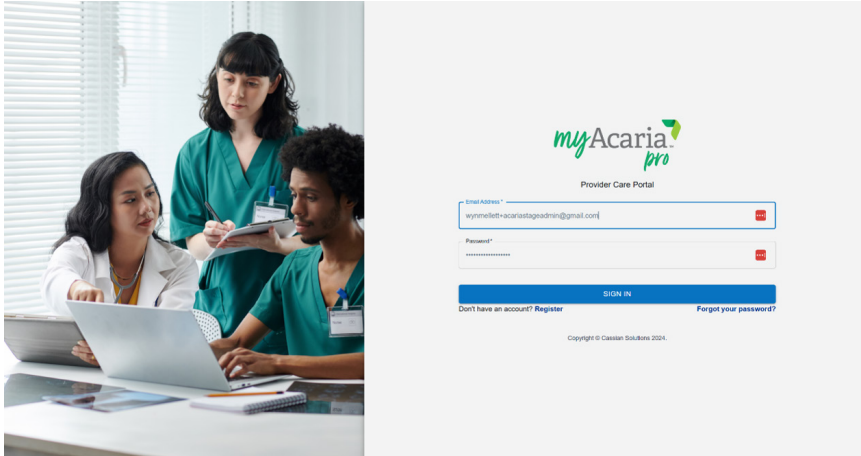 myAcaria
pro
Provider Care Portal
Email Address *
wynmellett+acariastageadmin@gmail.com
Password *
••••••••••••••••••
SIGN IN
Don't have an account? Register
Forgot your password?
Copyright © Cassian Solutions 2024.